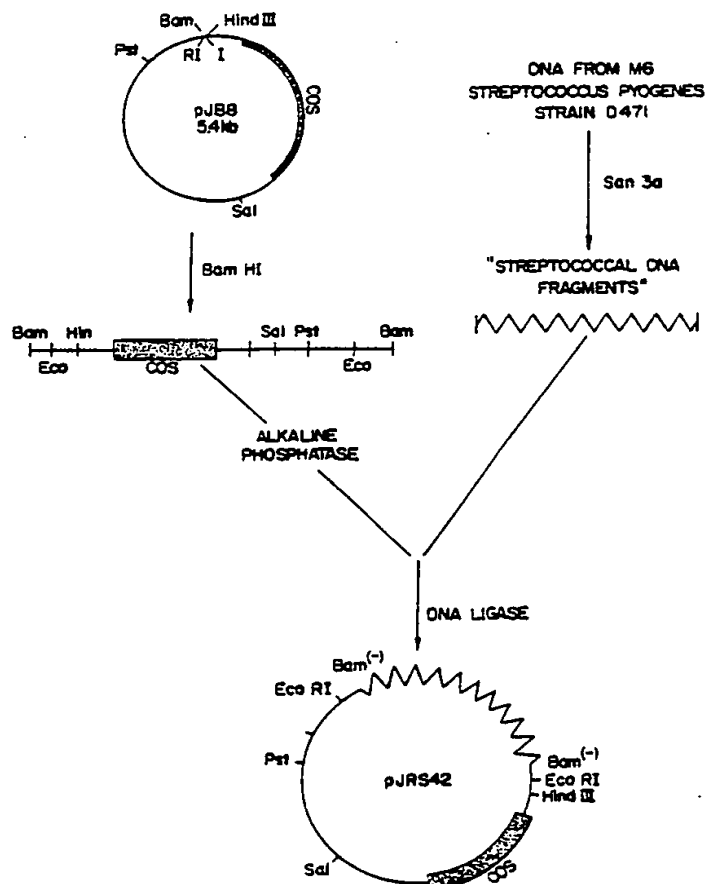 Bam Hind III
Pst RI I
pJB8
5.4kb
COS
Sal
Bam HI
DNA FROM M6
STREPTOCOCCUS PYOGENES
STRAIN D471
San 3a
"STREPTOCOCCAL DNA
FRAGMENTS"
Bam Hin Sal Pst Bam
Eco COS Eco
ALKALINE
PHOSPHATASE
DNA LIGASE
Bam(-)
Eco RI
Pst
pJRS42
Bam(-)
Eco RI
Hind III
Sal
COS